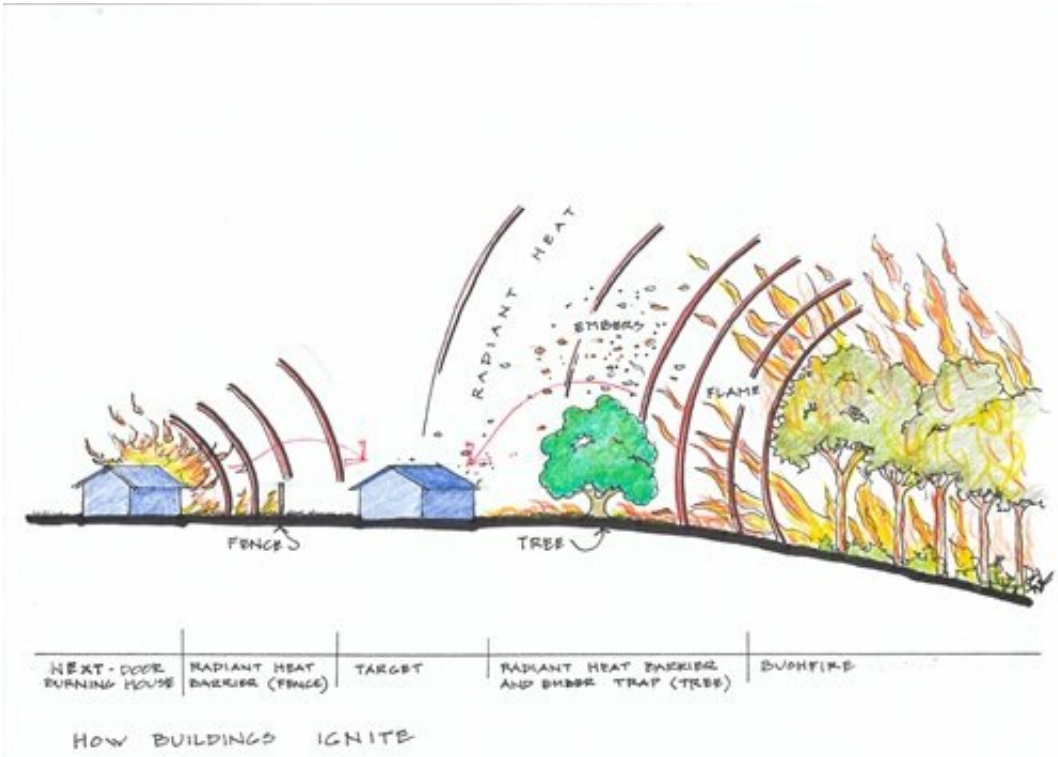 RADIANT HEAT
EMBERS
FLAME
FENCE
TREE
NEXT-DOOR
BURNING HOUSE
RADIANT HEAT
BARRIER (FENCE)
TARGET
RADIANT HEAT BARRIER
AND EMBER TRAP (TREE)
BUSHFIRE
HOW BUILDINGS IGNITE